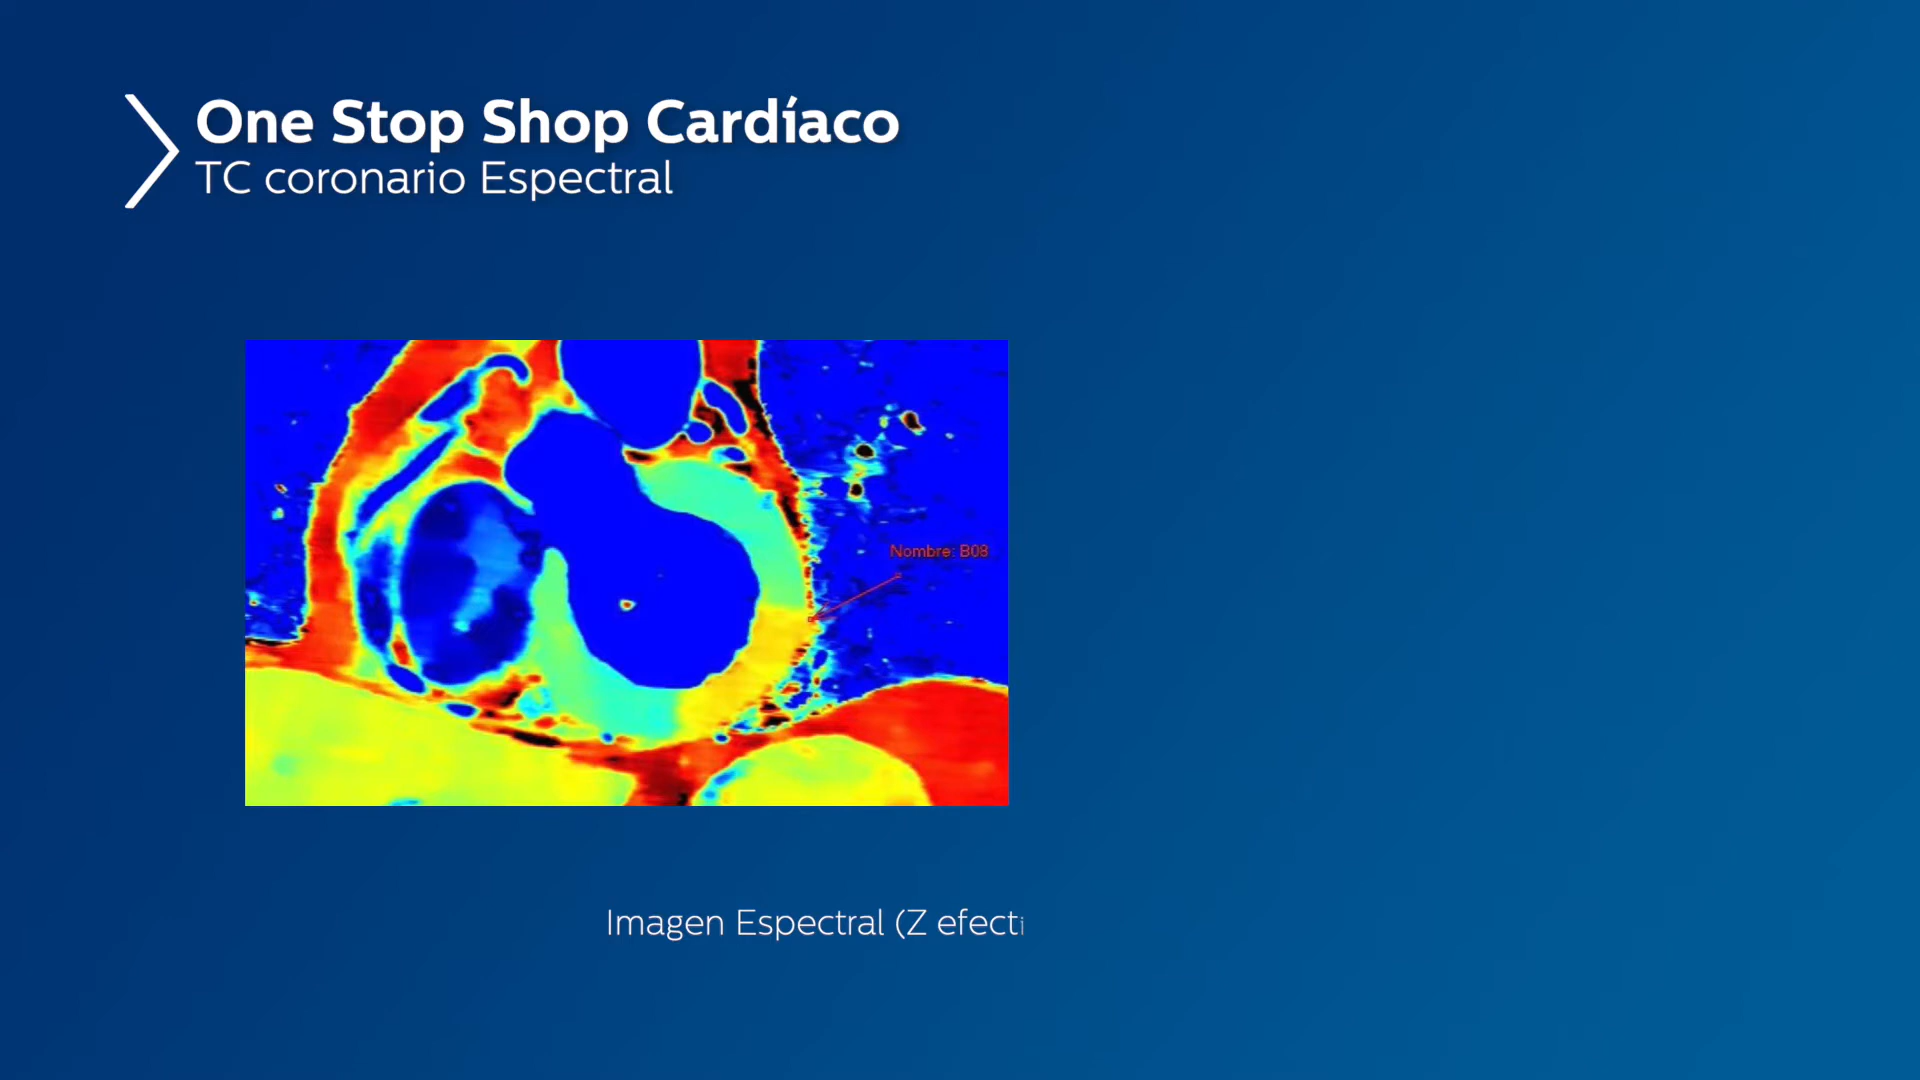 One Stop Shop Cardíaco
TC coronario Espectral
Nombre: B08
Imagen Espectral (Z efecti